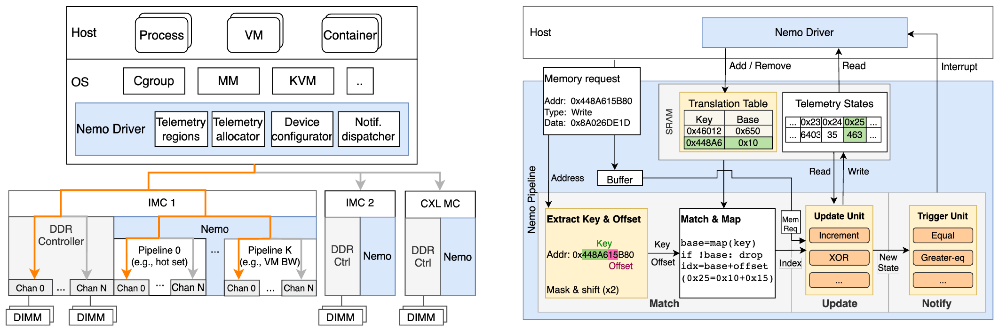 Host
Process
VM
Container
OS
Cgroup
MM
KVM
..
Nemo Driver
Telemetry
regions
Telemetry
allocator
Device
configurator
Notif.
dispatcher
IMC 1
IMC 2
CXL MC
DDR
Controller
Nemo
Pipeline 0
(e.g., hot set)
...
Pipeline K
(e.g., VM BW)
Chan 0
...
Chan N
Chan 0
...
Chan N
Chan 0
...
Chan N
DDR
Ctrl
Nemo
DDR
Ctrl
Nemo
DIMM
DIMM
DIMM
DIMM
Host
Nemo Driver
Add / Remove
Read
Interrupt
Memory request
Addr: 0x448A615B80
Type: Write
Data: 0x8A026DE1D
SRAM
Translation Table
Key Base
0x46012 0x650
0x448A6 0x10
Telemetry States
... 0x23 0x24 0x25 ...
... 6403 35 463 ...
Nemo Pipeline
Address
Buffer
Read
Write
Extract Key & Offset
Key
Addr: 0x448A615B80
Offset
Mask & shift (x2)
Key
Offset
Match & Map
base=map(key)
if !base: drop
idx=base+offset
(0x25=0x10+0x15)
Mem
Req
Index
Update Unit
Increment
XOR
...
New
State
Trigger Unit
Equal
Greater-eq
...
Match
Update
Notify